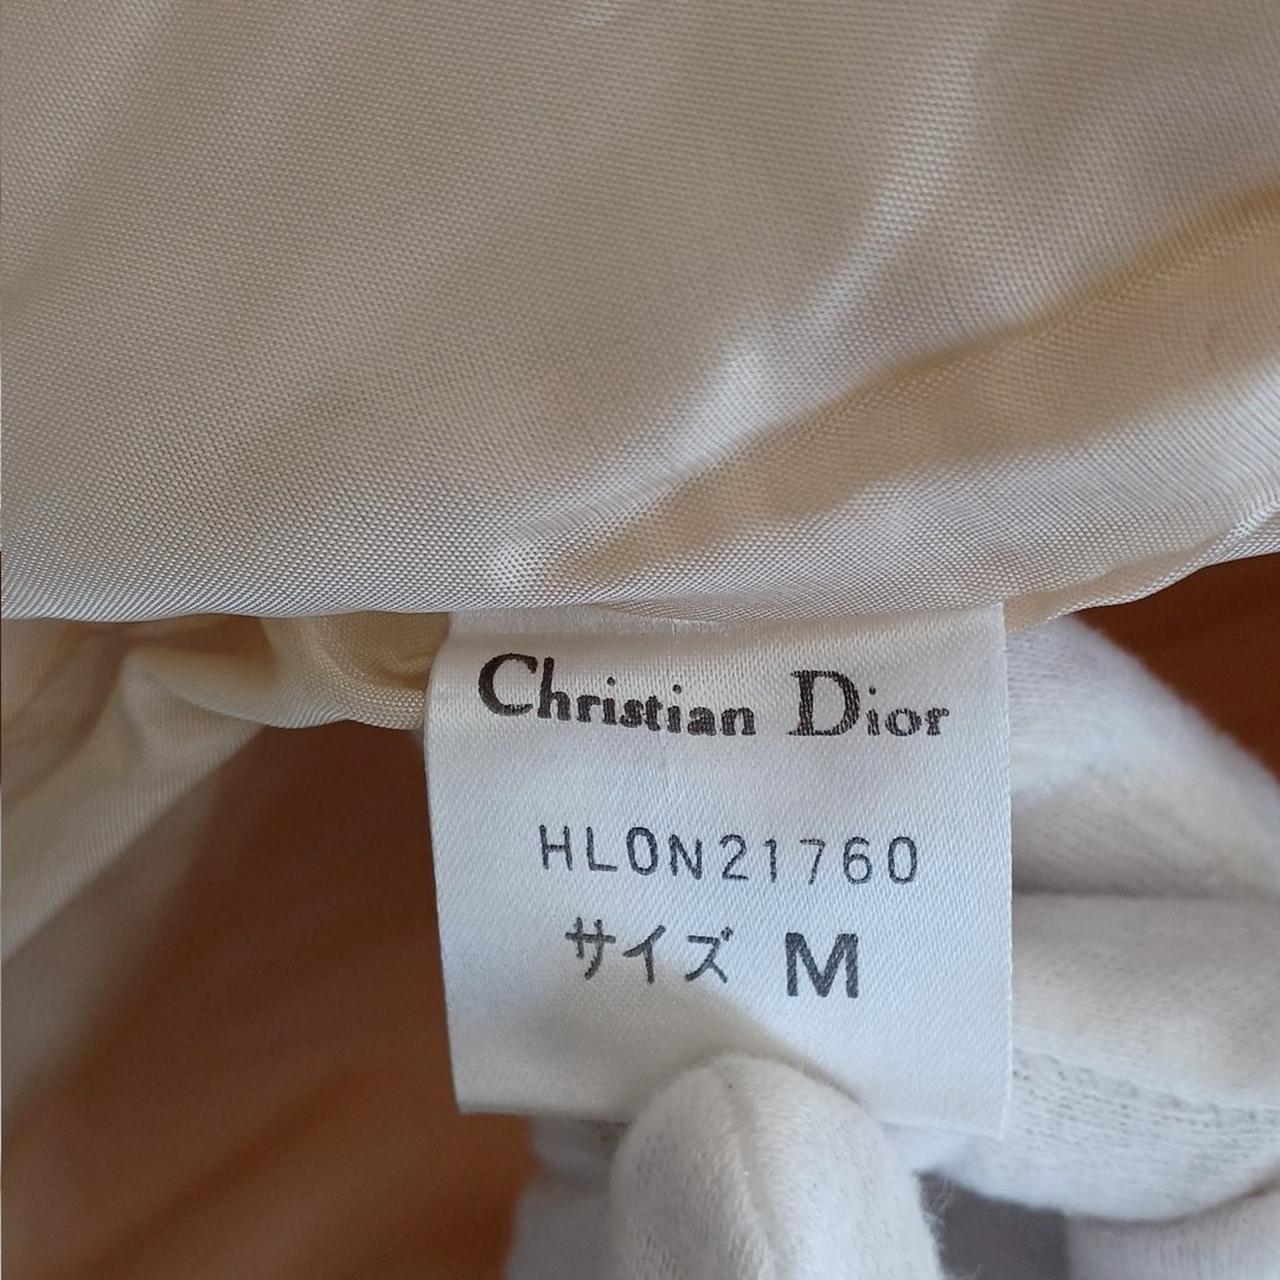 Christian Dior
HLON21760
サイズ M